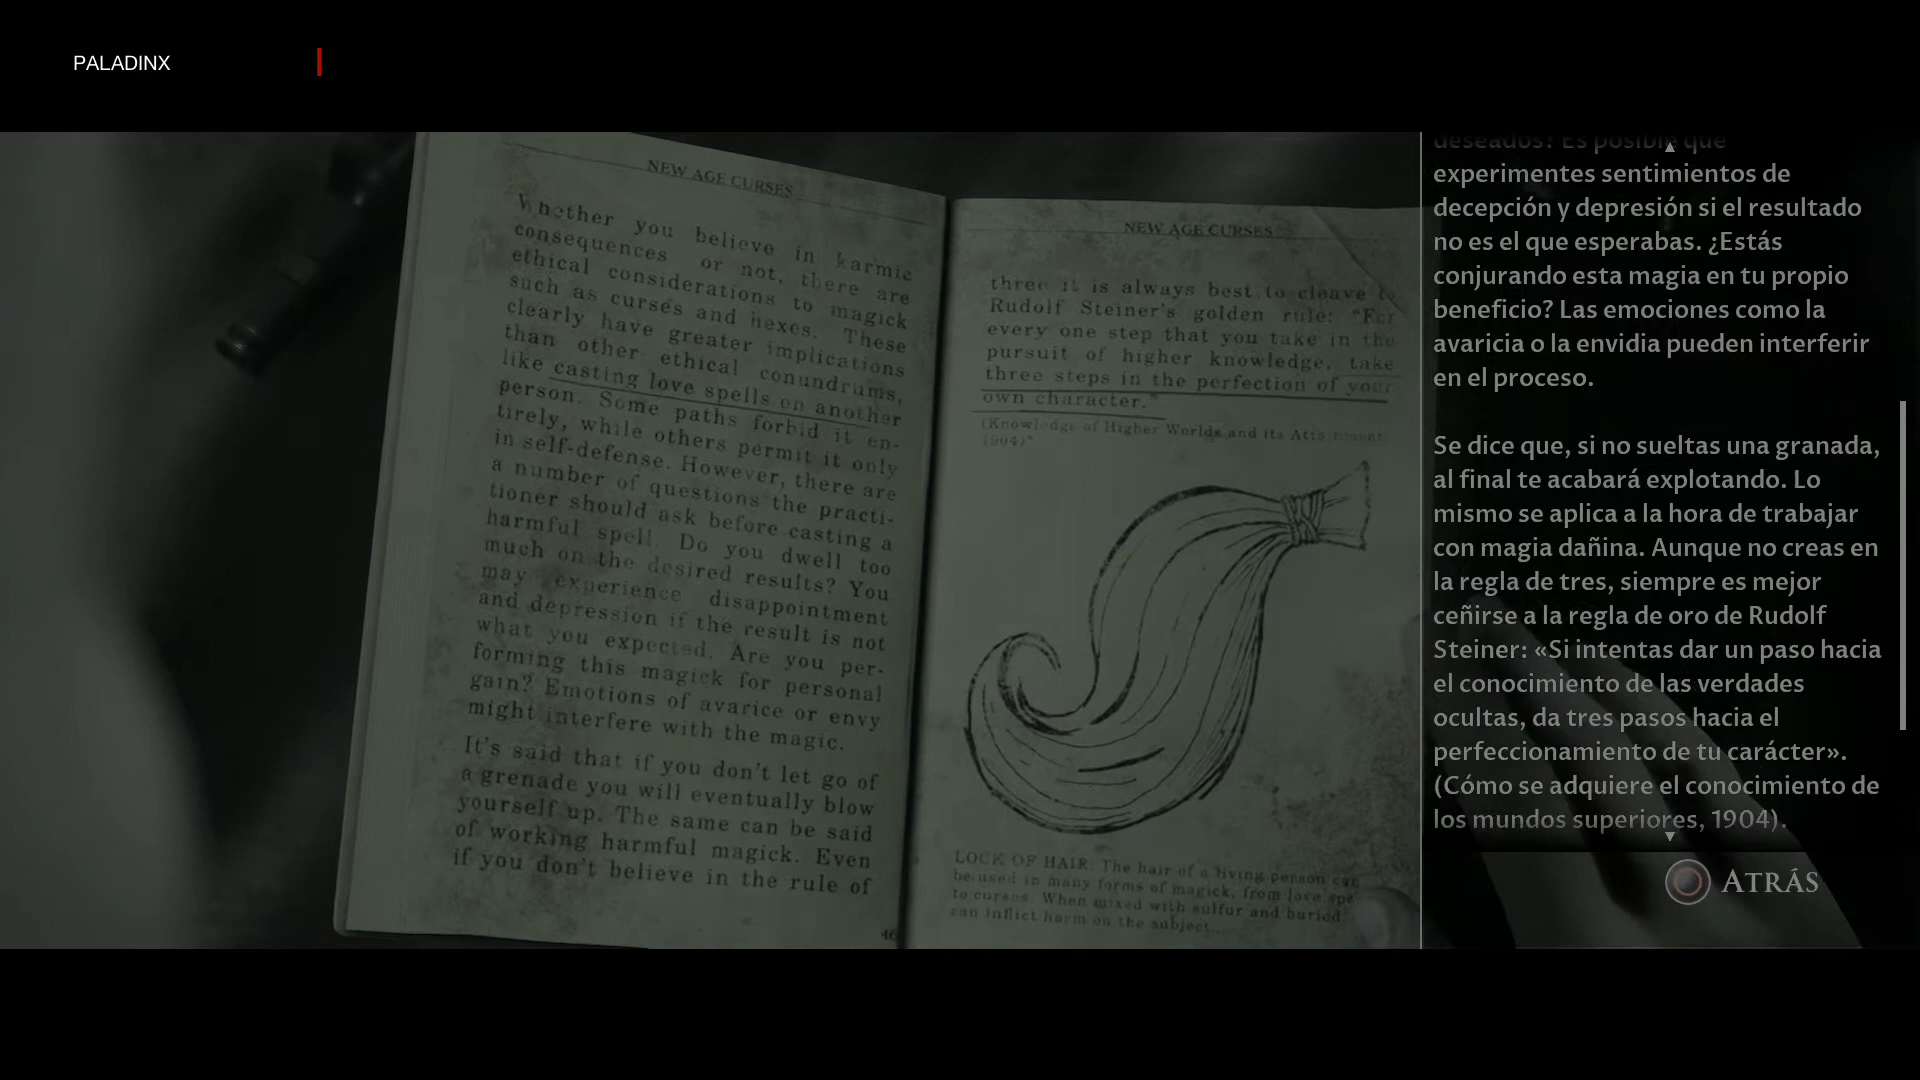 PALADINX
NEW AGE CURSES
Whether you believe in karmic
consequences or not, there are
ethical considerations to magick
such as curses and hexes. These
clearly have greater implications
than other ethical conundrums,
like casting love spells on another
person. Some paths forbid it en-
tirely, while others permit it only
in self-defense. However, there are
a number of questions the practi-
tioner should ask before casting a
harmful spell. Do you dwell too
much on the desired results? You
may experience disappointment
and depression if the result is not
what you expected. Are you per-
forming this magick for personal
gain? Emotions of avarice or envy
might interfere with the magic.
It's said that if you don't let go of
a grenade you will eventually blow
yourself up. The same can be said
of working harmful magick. Even
if you don't believe in the rule of
46
NEW AGE CURSES
three it is always best to cleave to
Rudolf Steiner's golden rule: "For
every one step that you take in the
pursuit of higher knowledge, take
three steps in the perfection of your
own character."
(Knowledge of Higher Worlds and its Attainment
1904)"
LOCK OF HAIR: The hair of a living person can
be used in many forms of magick, from love spe
to curses. When mixed with sulfur and buried
can inflict harm on the subject..
deseados? Es posible que
experimentes sentimientos de
decepción y depresión si el resultado
no es el que esperabas. ¿Estás
conjurando esta magia en tu propio
beneficio? Las emociones como la
avaricia o la envidia pueden interferir
en el proceso.
Se dice que, si no sueltas una granada,
al final te acabará explotando. Lo
mismo se aplica a la hora de trabajar
con magia dañina. Aunque no creas en
la regla de tres, siempre es mejor
ceñirse a la regla de oro de Rudolf
Steiner: «Si intentas dar un paso hacia
el conocimiento de las verdades
ocultas, da tres pasos hacia el
perfeccionamiento de tu carácter».
(Cómo se adquiere el conocimiento de
los mundos superiores, 1904).
ATRÁS